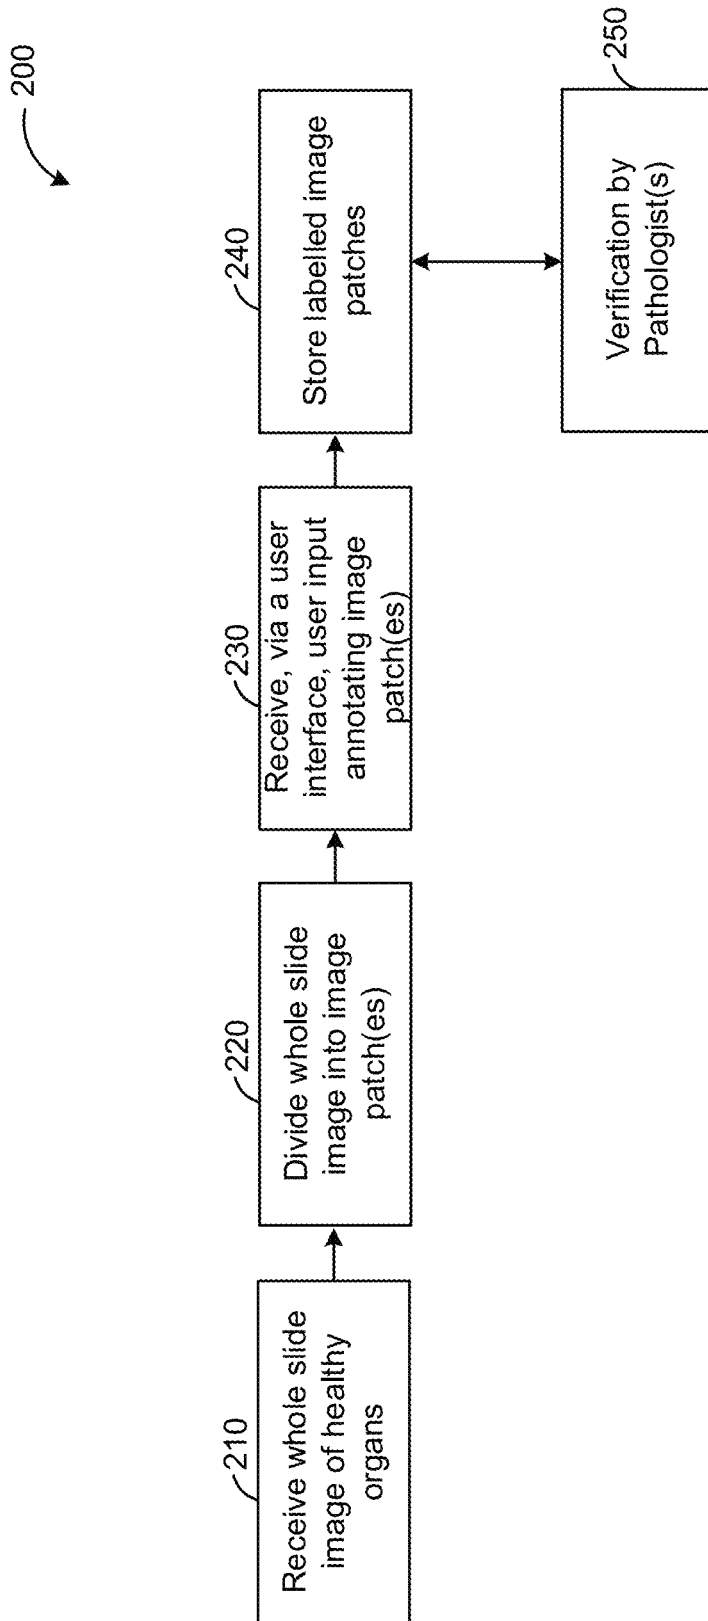 200
210
Receive whole slide
image of healthy
organs
220
Divide whole slide
image into image
patch(es)
230
Receive, via a user
interface, user input
annotating image
patch(es)
240
Store labelled image
patches
250
Verification by
Pathologist(s)